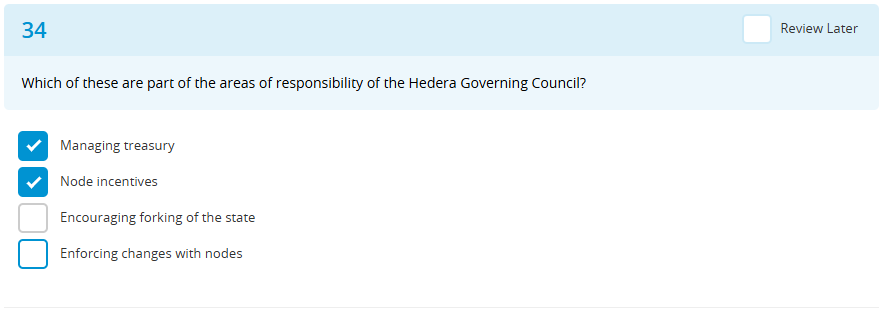 34
Review Later
Which of these are part of the areas of responsibility of the Hedera Governing Council?
Managing treasury
Node incentives
Encouraging forking of the state
Enforcing changes with nodes